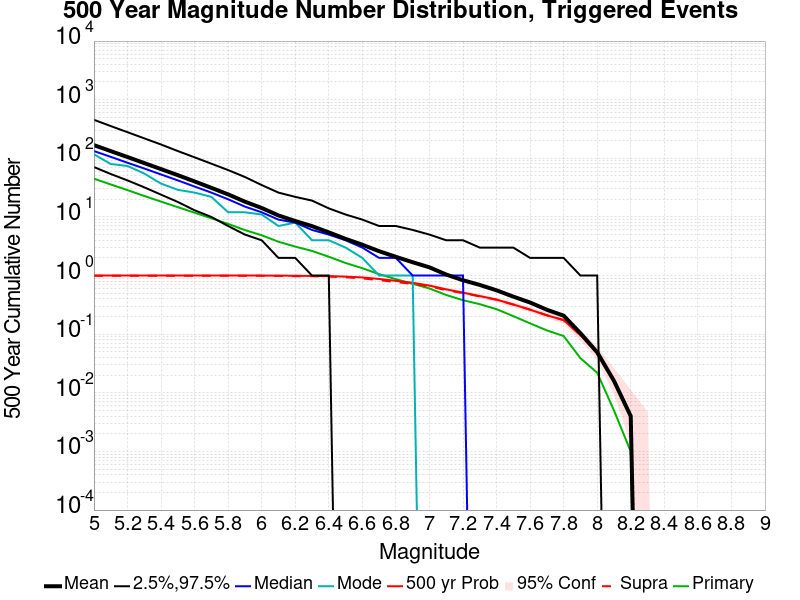 500 Year Magnitude Number Distribution, Triggered Events
10^4
10^3
10^2
10^1
10^0
10^-1
10^-2
10^-3
10^-4
500 Year Cumulative Number
5 5.2 5.4 5.6 5.8 6 6.2 6.4 6.6 6.8 7 7.2 7.4 7.6 7.8 8 8.2 8.4 8.6 8.8 9
Magnitude
Mean 2.5%,97.5% Median Mode 500 yr Prob 95% Conf Supra Primary